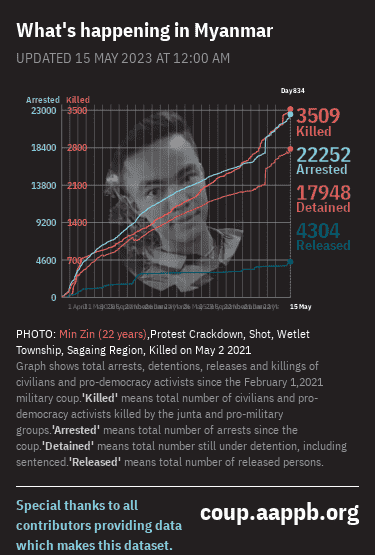 What's happening in Myanmar
UPDATED 15 MAY 2023 AT 12:00 AM
Day834
Arrested Killed
23000 3500
18400 2800
13800 2100
9200 1400
4600 700
0
3509
Killed
22252
Arrested
17948
Detained
4304
Released
15 May
PHOTO: Min Zin (22 years),Protest Crackdown, Shot, Wetlet
Township, Sagaing Region, Killed on May 2 2021
Graph shows total arrests, detentions, releases and killings of
civilians and pro-democracy activists since the February 1,2021
military coup.'Killed' means total number of civilians and pro-
democracy activists killed by the junta and pro-military
groups.'Arrested' means total number of arrests since the
coup.'Detained' means total number still under detention, including
sentenced.'Released' means total number of released persons.
Special thanks to all
contributors providing data
which makes this dataset.
coup.aappb.org